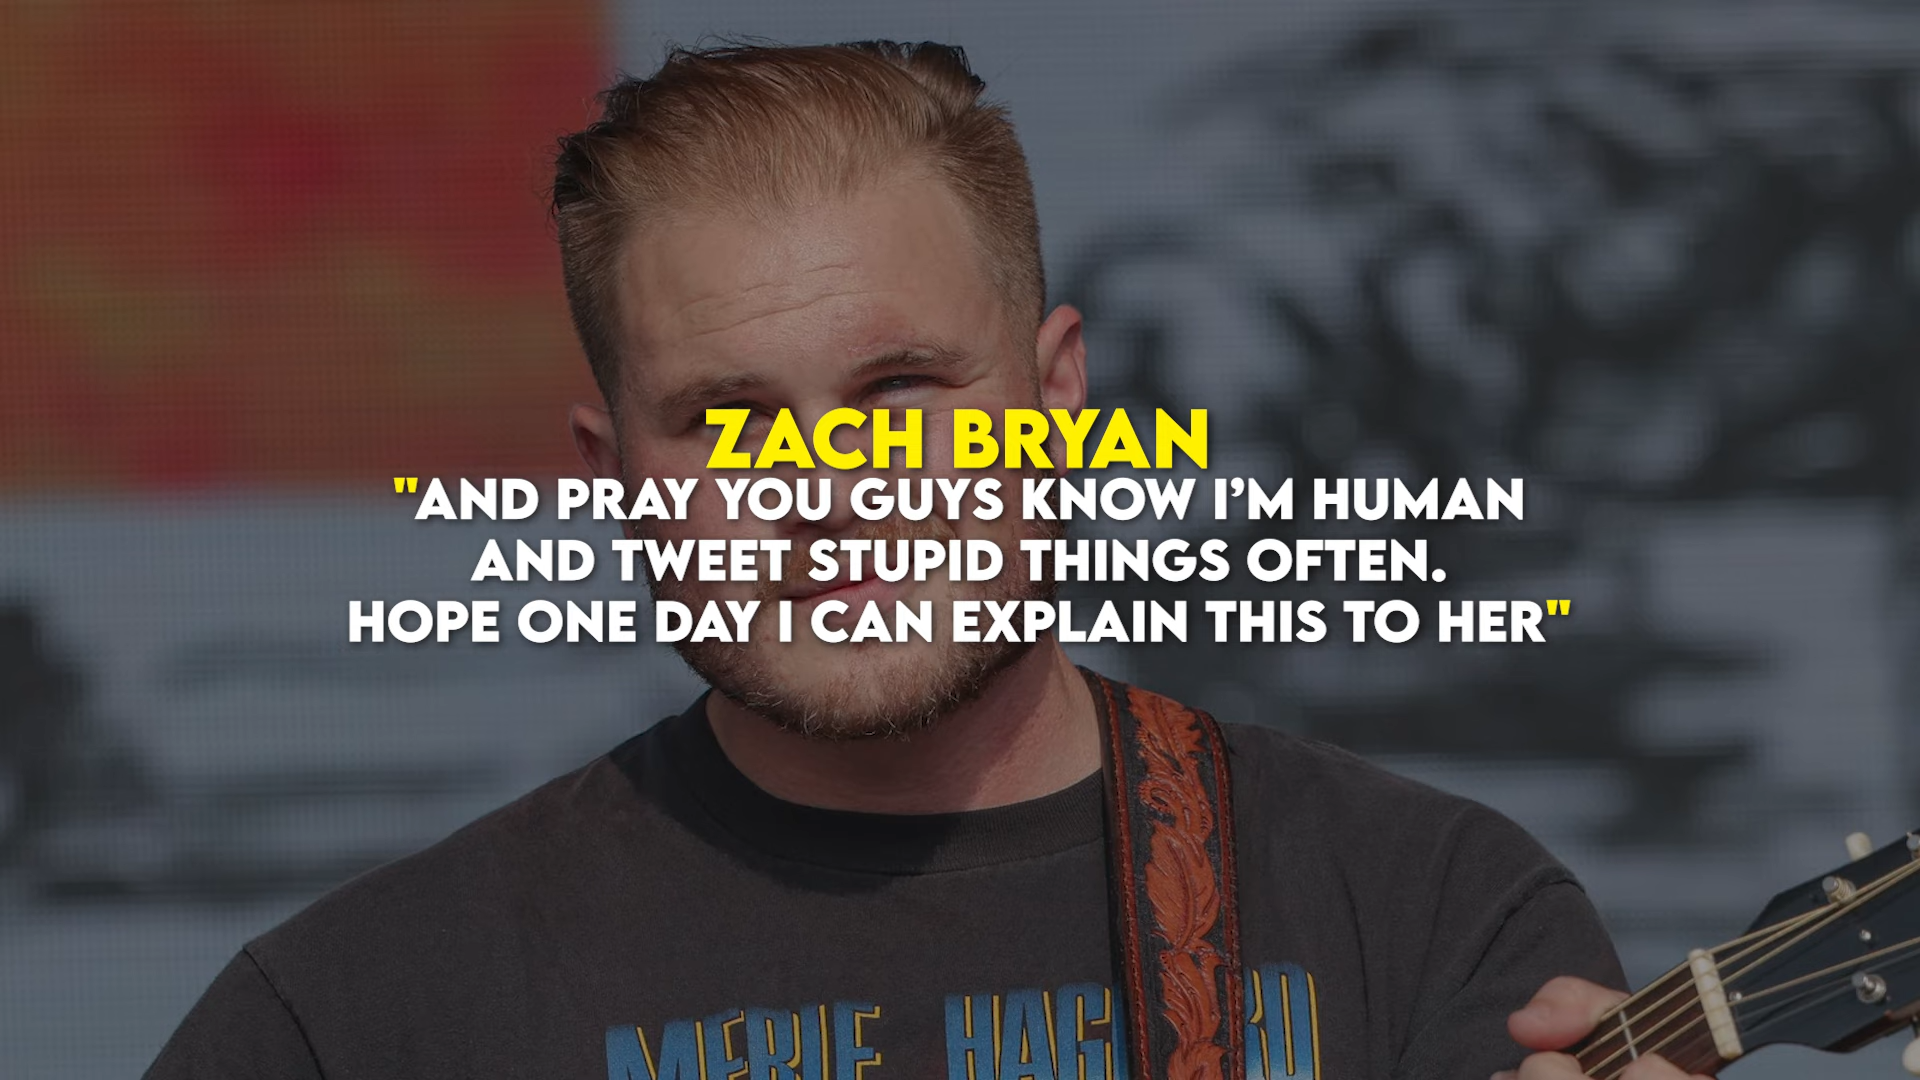 ZACH BRYAN
"AND PRAY YOU GUYS KNOW I’M HUMAN
AND TWEET STUPID THINGS OFTEN.
HOPE ONE DAY I CAN EXPLAIN THIS TO HER"
MERLE